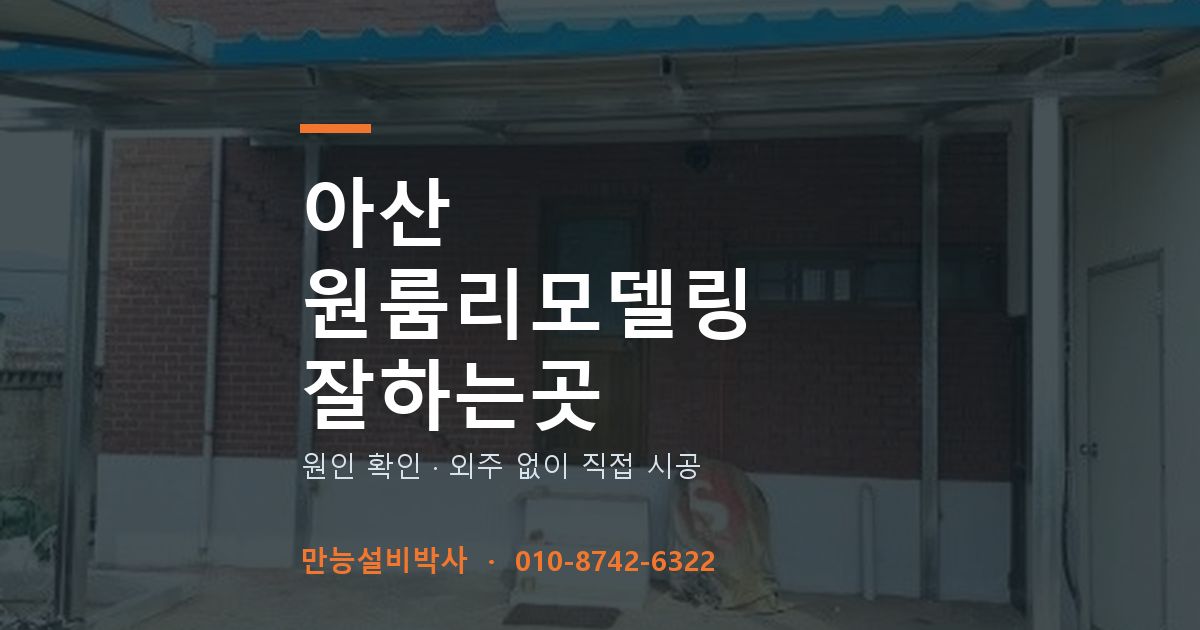 아산
원룸리모델링
잘하는곳
원인 확인 · 외주 없이 직접 시공
만능설비박사 · 010-8742-6322
S